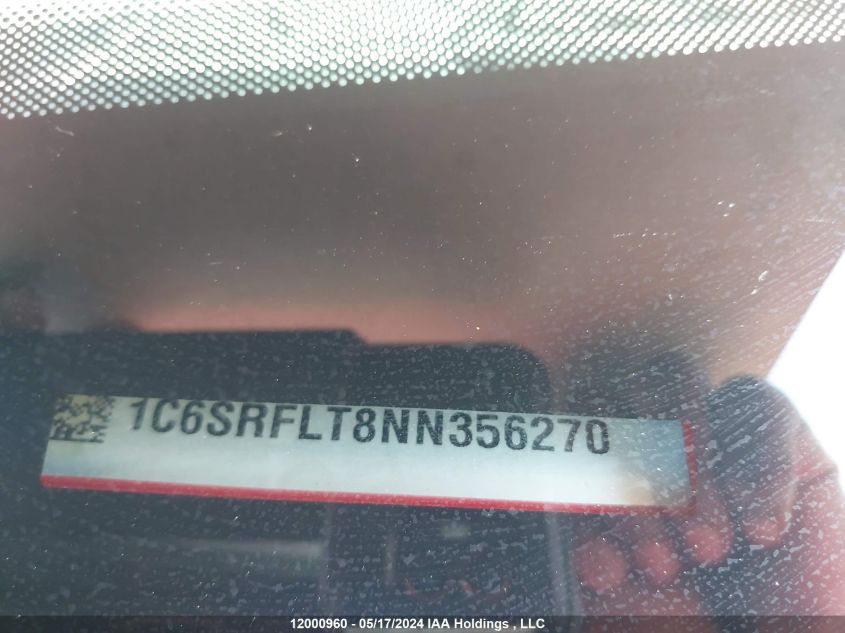 1C6SRFLT8NN356270
12000960 - 05/17/2024 IAA Holdings , LLC